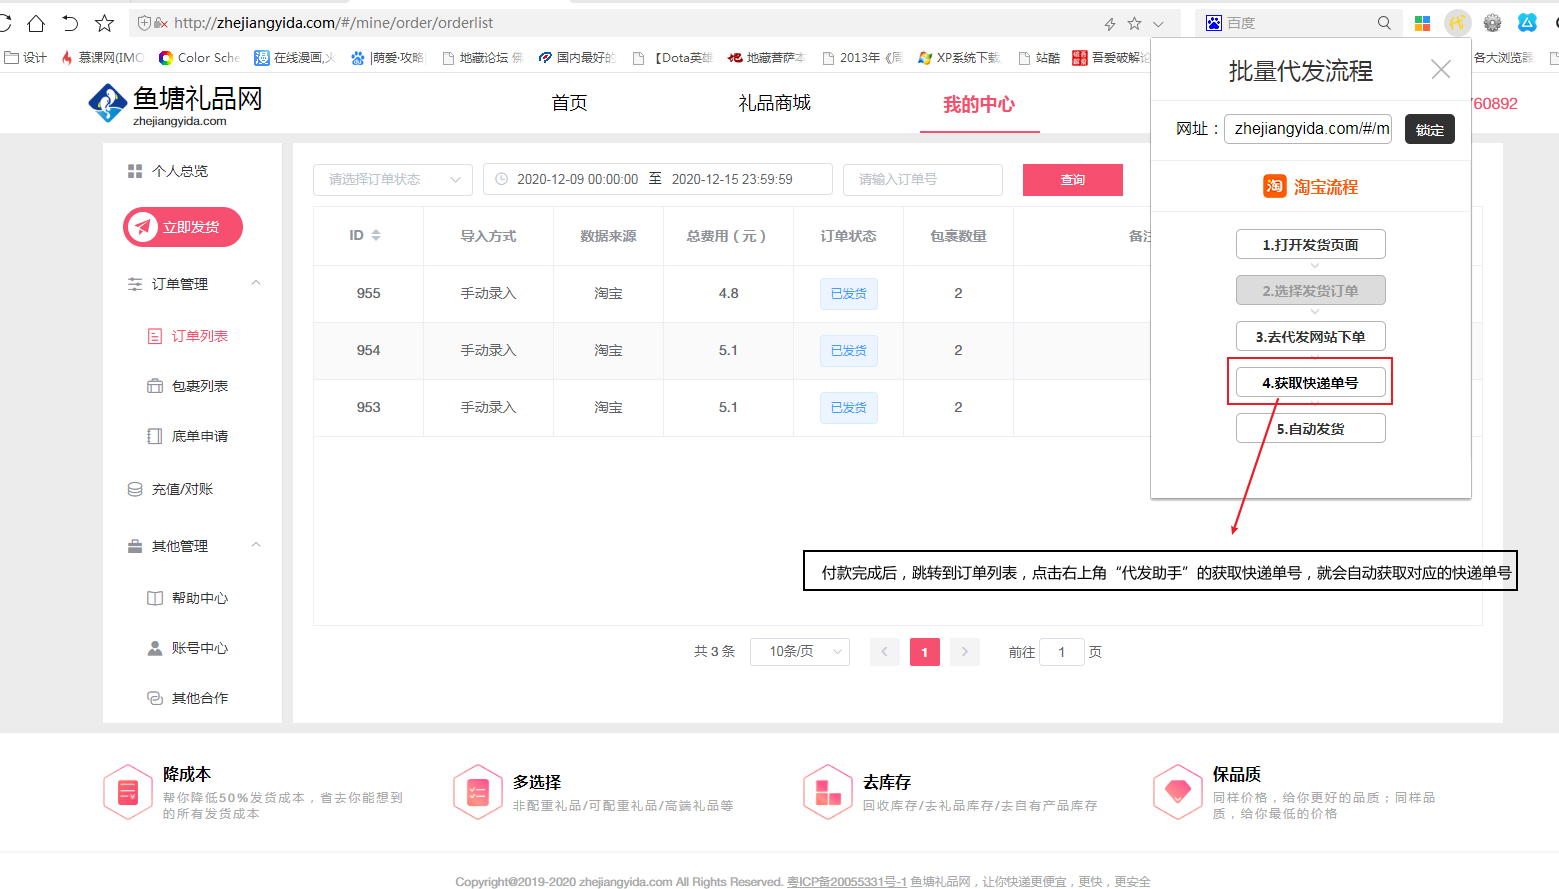 http://zhejiangyida.com/#/mine/order/orderlist
百度
设计
慕课网(IMO
Color Sche
在线漫画,火
|萌爱·攻略
地藏论坛 佛
国内最好的
【Dota英雄
地藏菩萨本
2013年《周
XP系统下载
站酷
吾爱破解论
各大浏览器
鱼塘礼品网
zhejiangyida.com
首页
礼品商城
我的中心
760892
批量代发流程
网址：
zhejiangyida.com/#/m
锁定
淘
淘宝流程
1.打开发货页面
2.选择发货订单
3.去代发网站下单
4.获取快递单号
5.自动发货
个人总览
立即发货
订单管理
订单列表
包裹列表
底单申请
充值/对账
其他管理
帮助中心
账号中心
其他合作
请选择订单状态
2020-12-09 00:00:00 至 2020-12-15 23:59:59
请输入订单号
查询
ID 导入方式 数据来源 总费用（元） 订单状态 包裹数量 备注
955 手动录入 淘宝 4.8 已发货 2
954 手动录入 淘宝 5.1 已发货 2
953 手动录入 淘宝 5.1 已发货 2
付款完成后，跳转到订单列表，点击右上角“代发助手”的获取快递单号，就会自动获取对应的快递单号
共 3 条 10条/页 1 前往 1 页
降成本
帮你降低50%发货成本，省去你能想到
的所有发货成本
多选择
非配重礼品/可配重礼品/高端礼品等
去库存
回收库存/去礼品库存/去自有产品库存
保品质
同样价格，给你更好的品质；同样品
质，给你最低的价格
Copyright@2019-2020 zhejiangyida.com All Rights Reserved. 粤ICP备20055331号-1 鱼塘礼品网，让你快递更便宜，更快，更安全